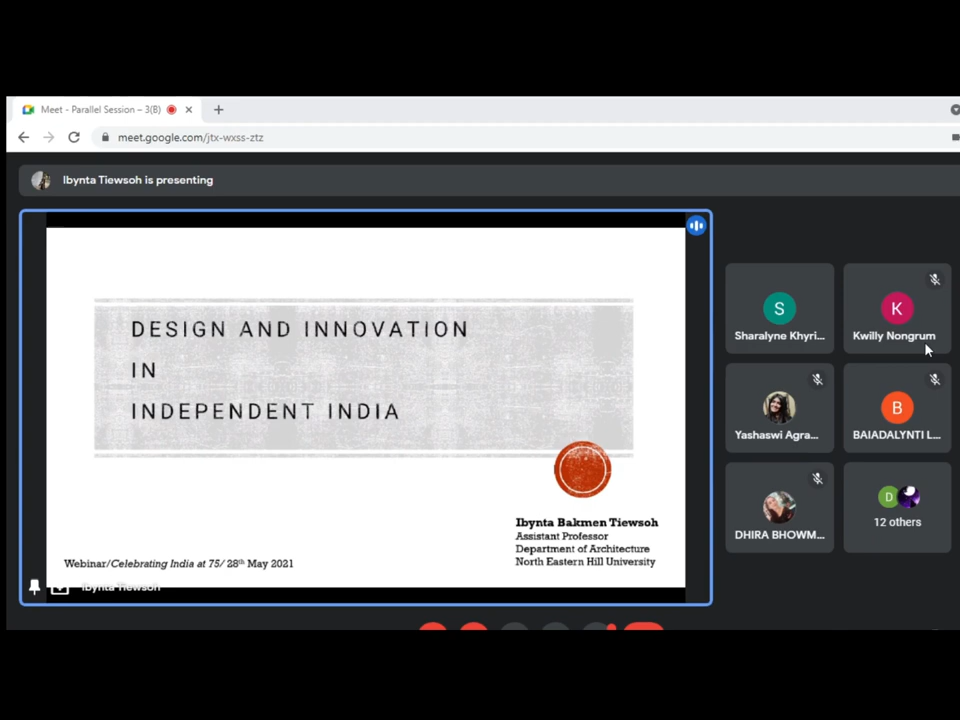 Meet - Parallel Session – 3(B)
meet.google.com/jtx-wxss-ztz
Ibynta Tiewsoh is presenting
DESIGN AND INNOVATION
IN
INDEPENDENT INDIA
Ibynta Bakmen Tiewsoh
Assistant Professor
Department of Architecture
North Eastern Hill University
Webinar/Celebrating India at 75/ 28th May 2021
Ibynta Tiewsoh
S
Sharalyne Khyri...
K
Kwilly Nongrum
Yashaswi Agra...
B
BAIADALYNTI L...
DHIRA BHOWM...
D
12 others